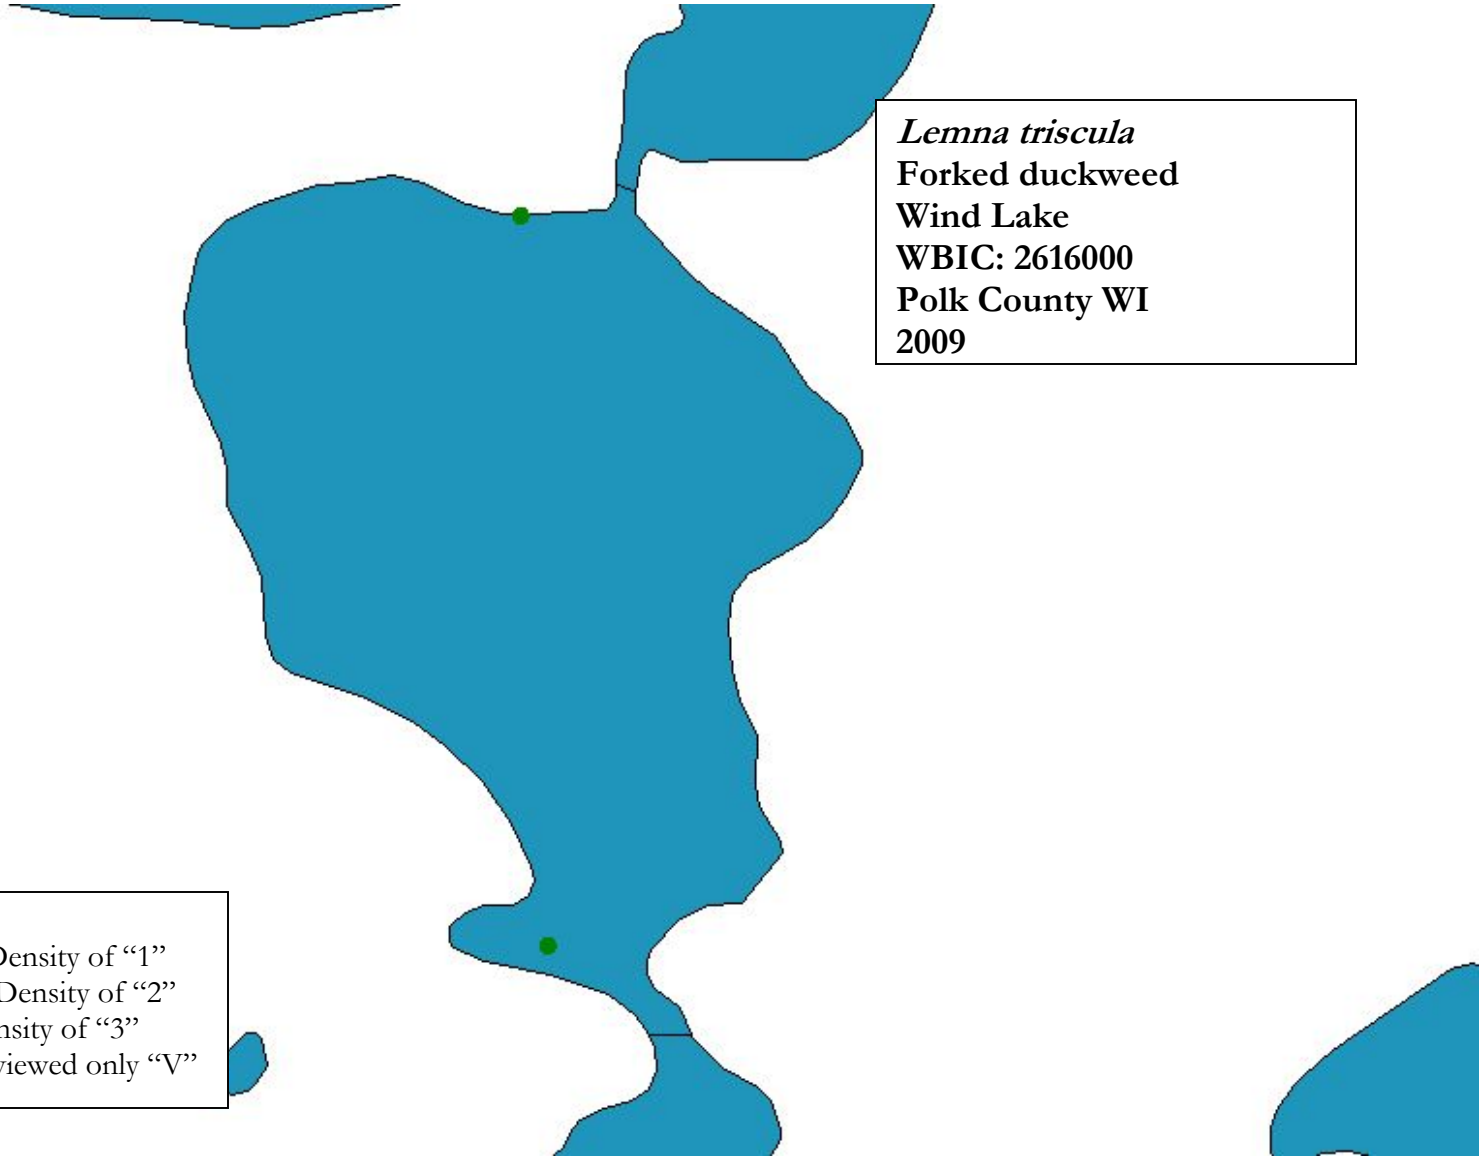 Lemna triscula
Forked duckweed
Wind Lake
WBIC: 2616000
Polk County WI
2009
Density of “1”
Density of “2”
of “3”
viewed only “V”